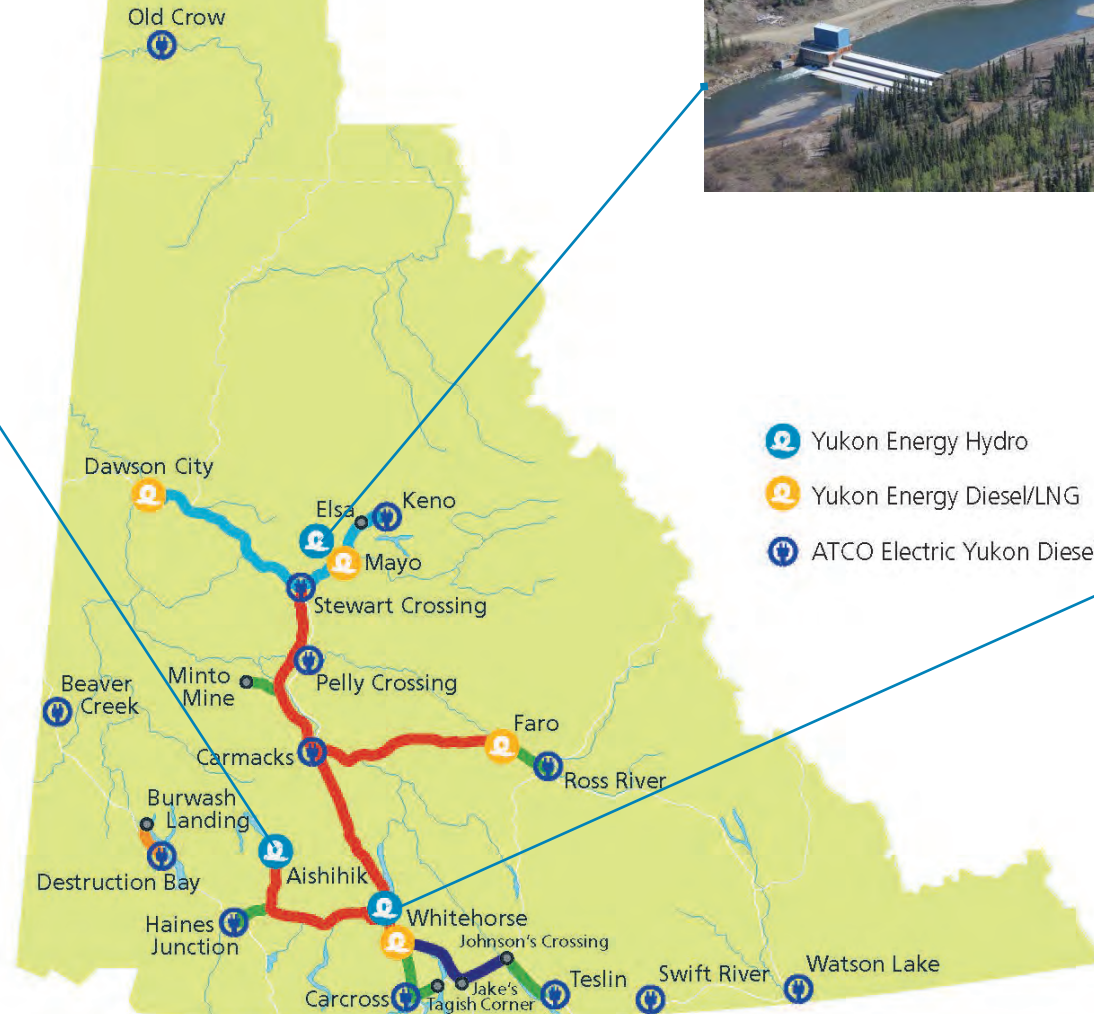 Old Crow
Yukon Energy Hydro
Yukon Energy Diesel/LNG
ATCO Electric Yukon Diese
Dawson City
Elsa
Keno
Mayo
Stewart Crossing
Minto
Mine
Pelly Crossing
Beaver
Creek
Faro
Carmacks
Ross River
Burwash
Landing
Destruction Bay
Aishihik
Haines
Junction
Whitehorse
Johnson's Crossing
Carcross
Tagish
Jake's
Corner
Teslin
Swift River
Watson Lake